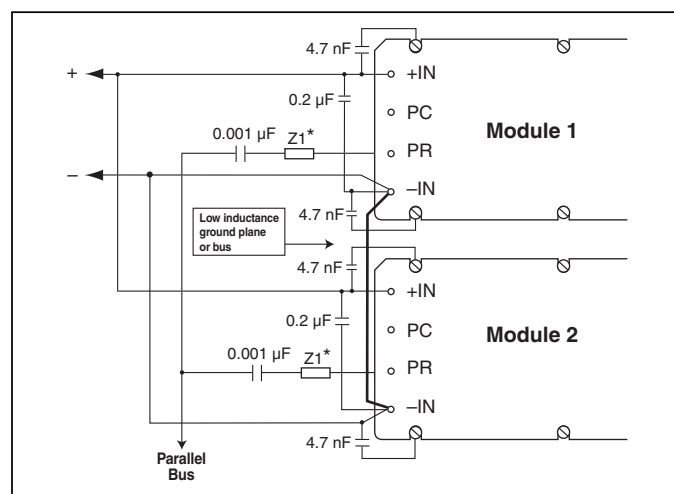 4.7 nF
+
+IN
0.2 µF
PC
Module 1
0.001 µF
Z1*
PR
–
–IN
Low inductance
ground plane
or bus
4.7 nF
4.7 nF
+IN
0.2 µF
PC
Module 2
0.001 µF
Z1*
PR
–IN
4.7 nF
Parallel
Bus